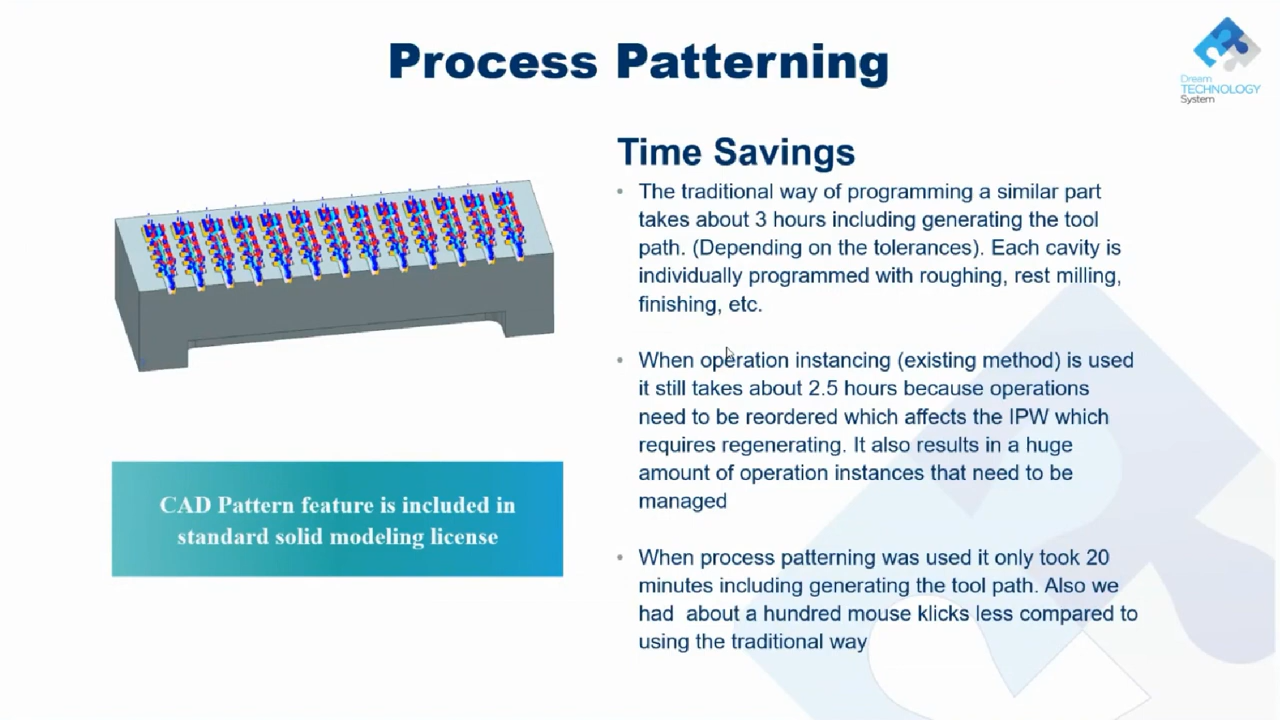 Process Patterning
Dream
TECHNOLOGY
System
Time Savings
The traditional way of programming a similar part
takes about 3 hours including generating the tool
path. (Depending on the tolerances). Each cavity is
individually programmed with roughing, rest milling,
finishing, etc.
When operation instancing (existing method) is used
it still takes about 2.5 hours because operations
need to be reordered which affects the IPW which
requires regenerating. It also results in a huge
amount of operation instances that need to be
managed
When process patterning was used it only took 20
minutes including generating the tool path. Also we
had about a hundred mouse klicks less compared to
using the traditional way
CAD Pattern feature is included in
standard solid modeling license